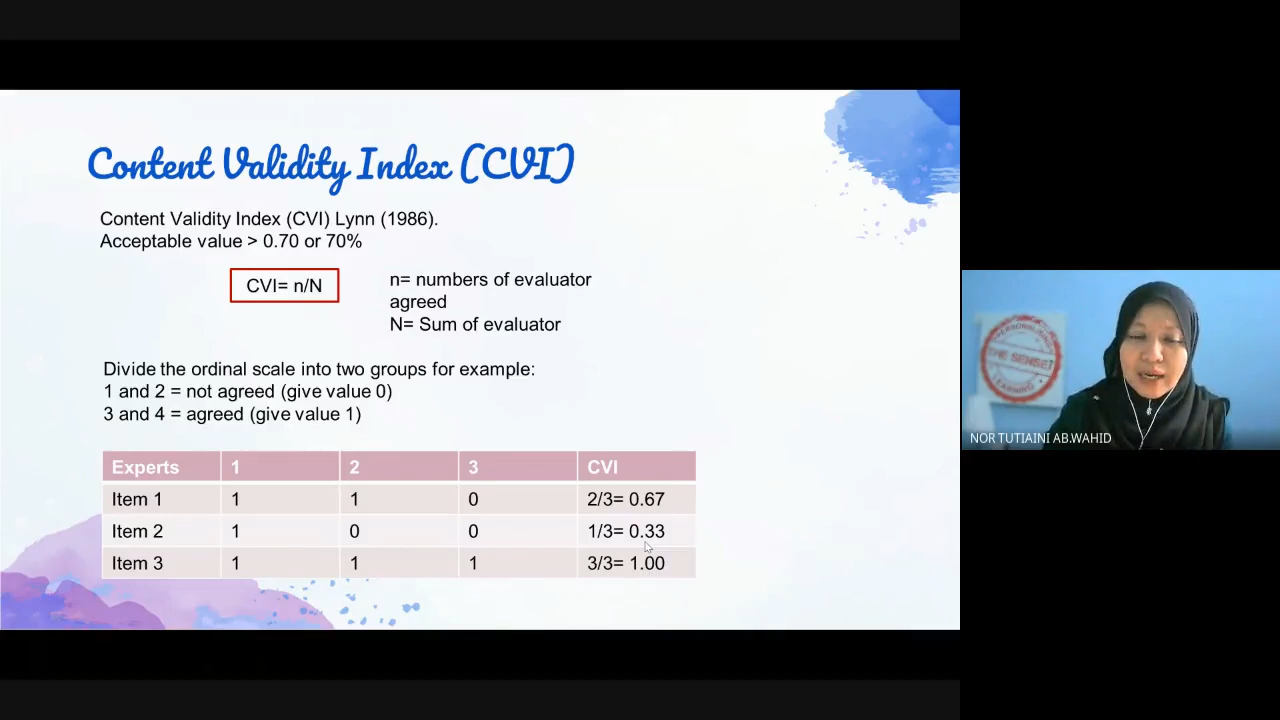 Content Validity Index (CVI)
Content Validity Index (CVI) Lynn (1986).
Acceptable value > 0.70 or 70%
CVI= n/N
n= numbers of evaluator
agreed
N= Sum of evaluator
Divide the ordinal scale into two groups for example:
1 and 2 = not agreed (give value 0)
3 and 4 = agreed (give value 1)
Experts 1 2 3 CVI
Item 1 1 1 0 2/3= 0.67
Item 2 1 0 0 1/3= 0.33
Item 3 1 1 1 3/3= 1.00
THE SENSEI
LEARNING
NOR TUTIAINI AB.WAHID